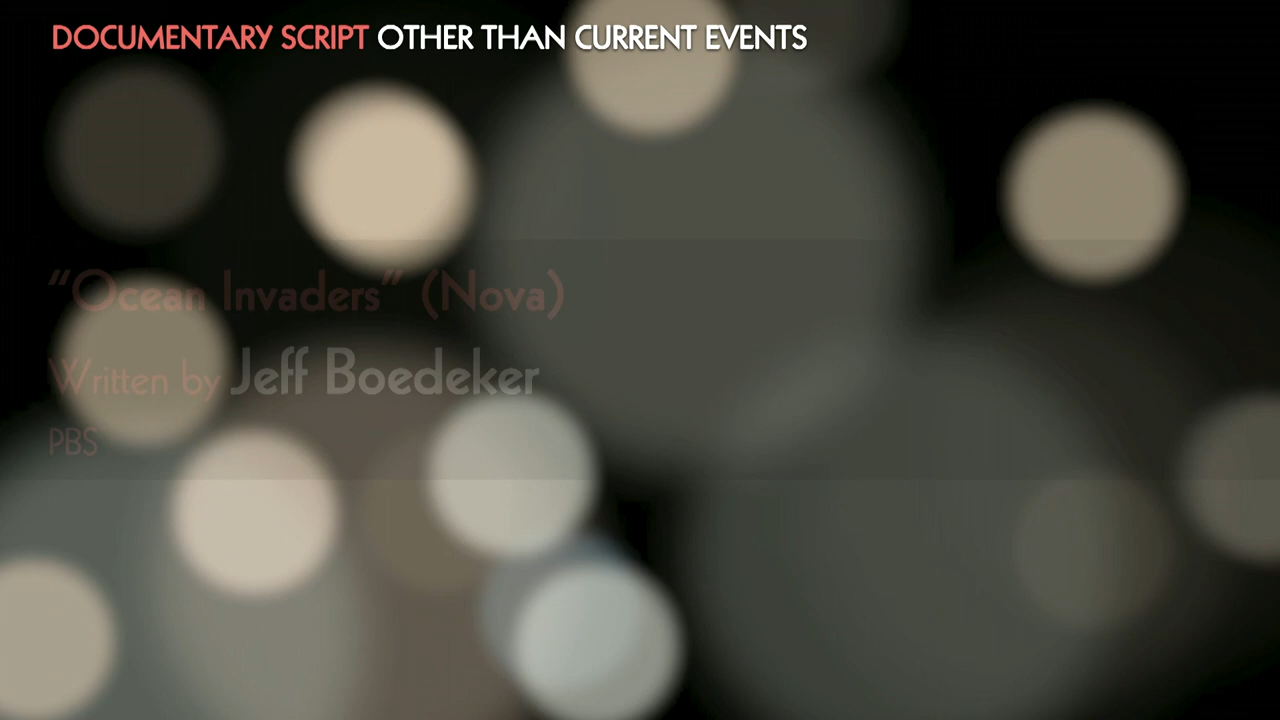 DOCUMENTARY SCRIPT OTHER THAN CURRENT EVENTS
“Ocean Invaders” (Nova)
Written by Jeff Boedeker
PBS